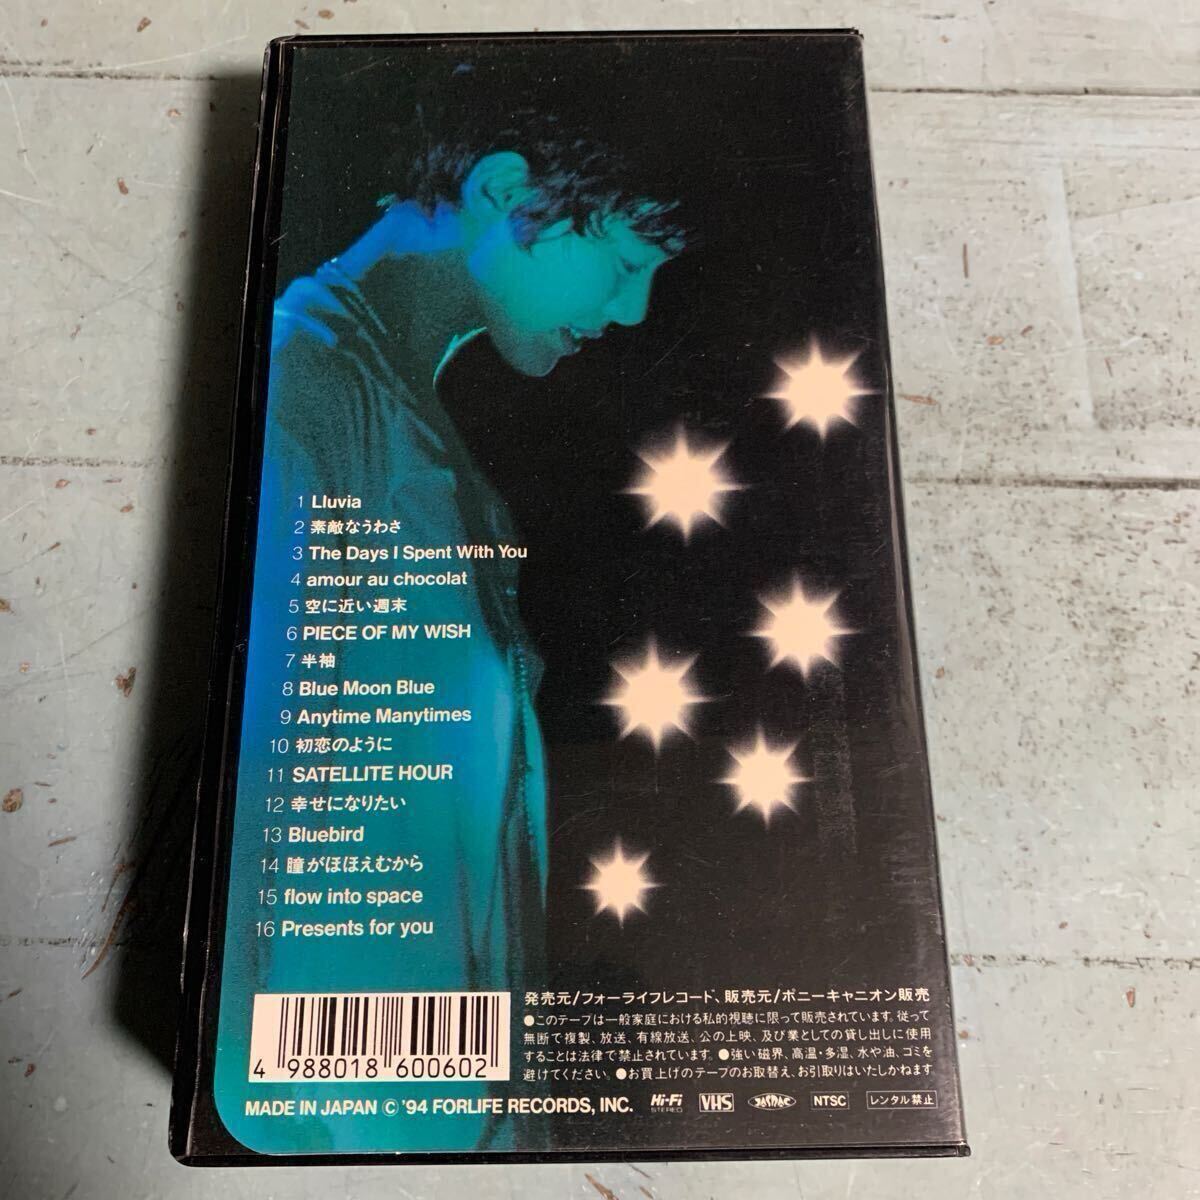 1 Lluvia
2 素敵なうわさ
3 The Days I Spent With You
4 amour au chocolat
5 空に近い週末
6 PIECE OF MY WISH
7 半袖
8 Blue Moon Blue
9 Anytime Manytimes
10 初恋のように
11 SATELLITE HOUR
12 幸せになりたい
13 Bluebird
14 瞳がほほえむから
15 flow into space
16 Presents for you
発売元/フォーライフレコード、販売元/ポニーキャニオン販売
●このテープは一般家庭における私的視聴に限って販売されています。従って
無断で複製、放送、有線放送、公の上映、及び業としての貸し出しに使用
することは法律で禁止されています。●強い磁界、高温・多湿、水や油、ゴミを
避けてください。●お買上げのテープのお取替え、お引取りはいたしかねます
4 988018 600602
MADE IN JAPAN © '94 FORLIFE RECORDS, INC. Hi-Fi STEREO VHS JASRAC NTSC レンタル禁止